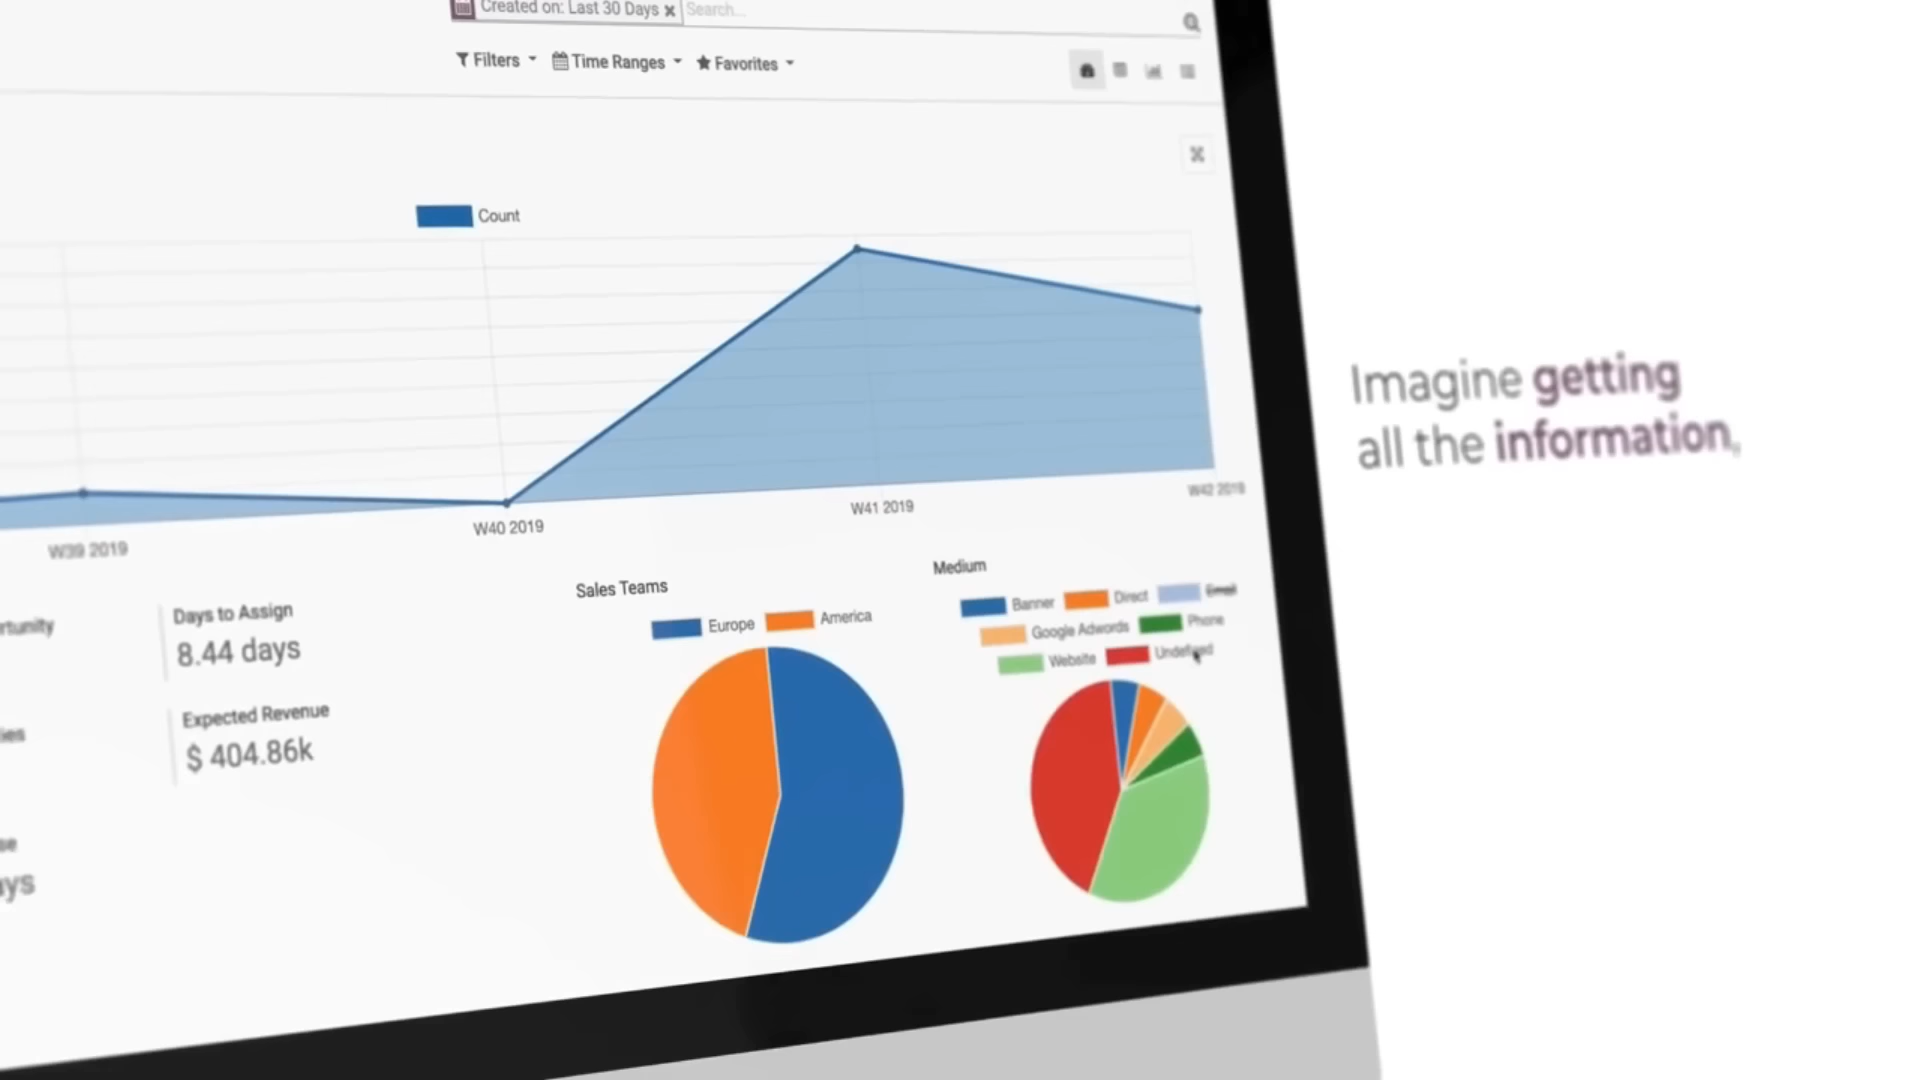 Created on: Last 30 Days
Search...
Filters
Time Ranges
Favorites
Count
W39 2019
W40 2019
W41 2019
W42 2019
Imagine getting
all the information,
Days to Assign
8.44 days
Expected Revenue
$ 404.86k
Sales Teams
Europe
America
Medium
Banner
Direct
Email
Google Adwords
Phone
Website
Undefined